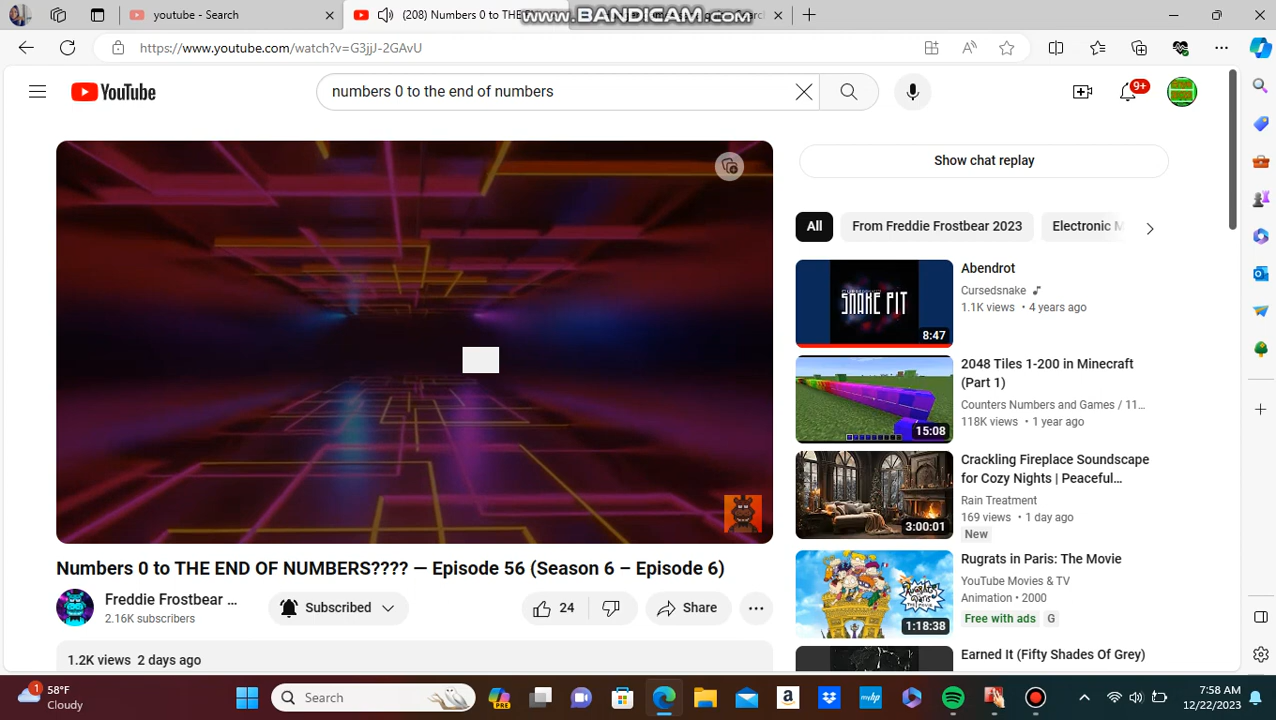 youtube - Search
(208) Numbers 0 to THE
www.BANDICAM.com
https://www.youtube.com/watch?v=G3jjJ-2GAvU
YouTube
numbers 0 to the end of numbers
9+
Show chat replay
All
From Freddie Frostbear 2023
Electronic M
Abendrot
Cursedsnake
1.1K views • 4 years ago
SNAKE PIT
8:47
2048 Tiles 1-200 in Minecraft
(Part 1)
Counters Numbers and Games / 11...
118K views • 1 year ago
15:08
Crackling Fireplace Soundscape
for Cozy Nights | Peaceful...
Rain Treatment
169 views • 1 day ago
New
3:00:01
Rugrats in Paris: The Movie
YouTube Movies & TV
Animation • 2000
Free with ads G
1:18:38
Earned It (Fifty Shades Of Grey)
Numbers 0 to THE END OF NUMBERS???? — Episode 56 (Season 6 – Episode 6)
Freddie Frostbear ...
2.16K subscribers
Subscribed
24
Share
1.2K views 2 days ago
1
58°F
Cloudy
Search
PRE
7:58 AM
12/22/2023